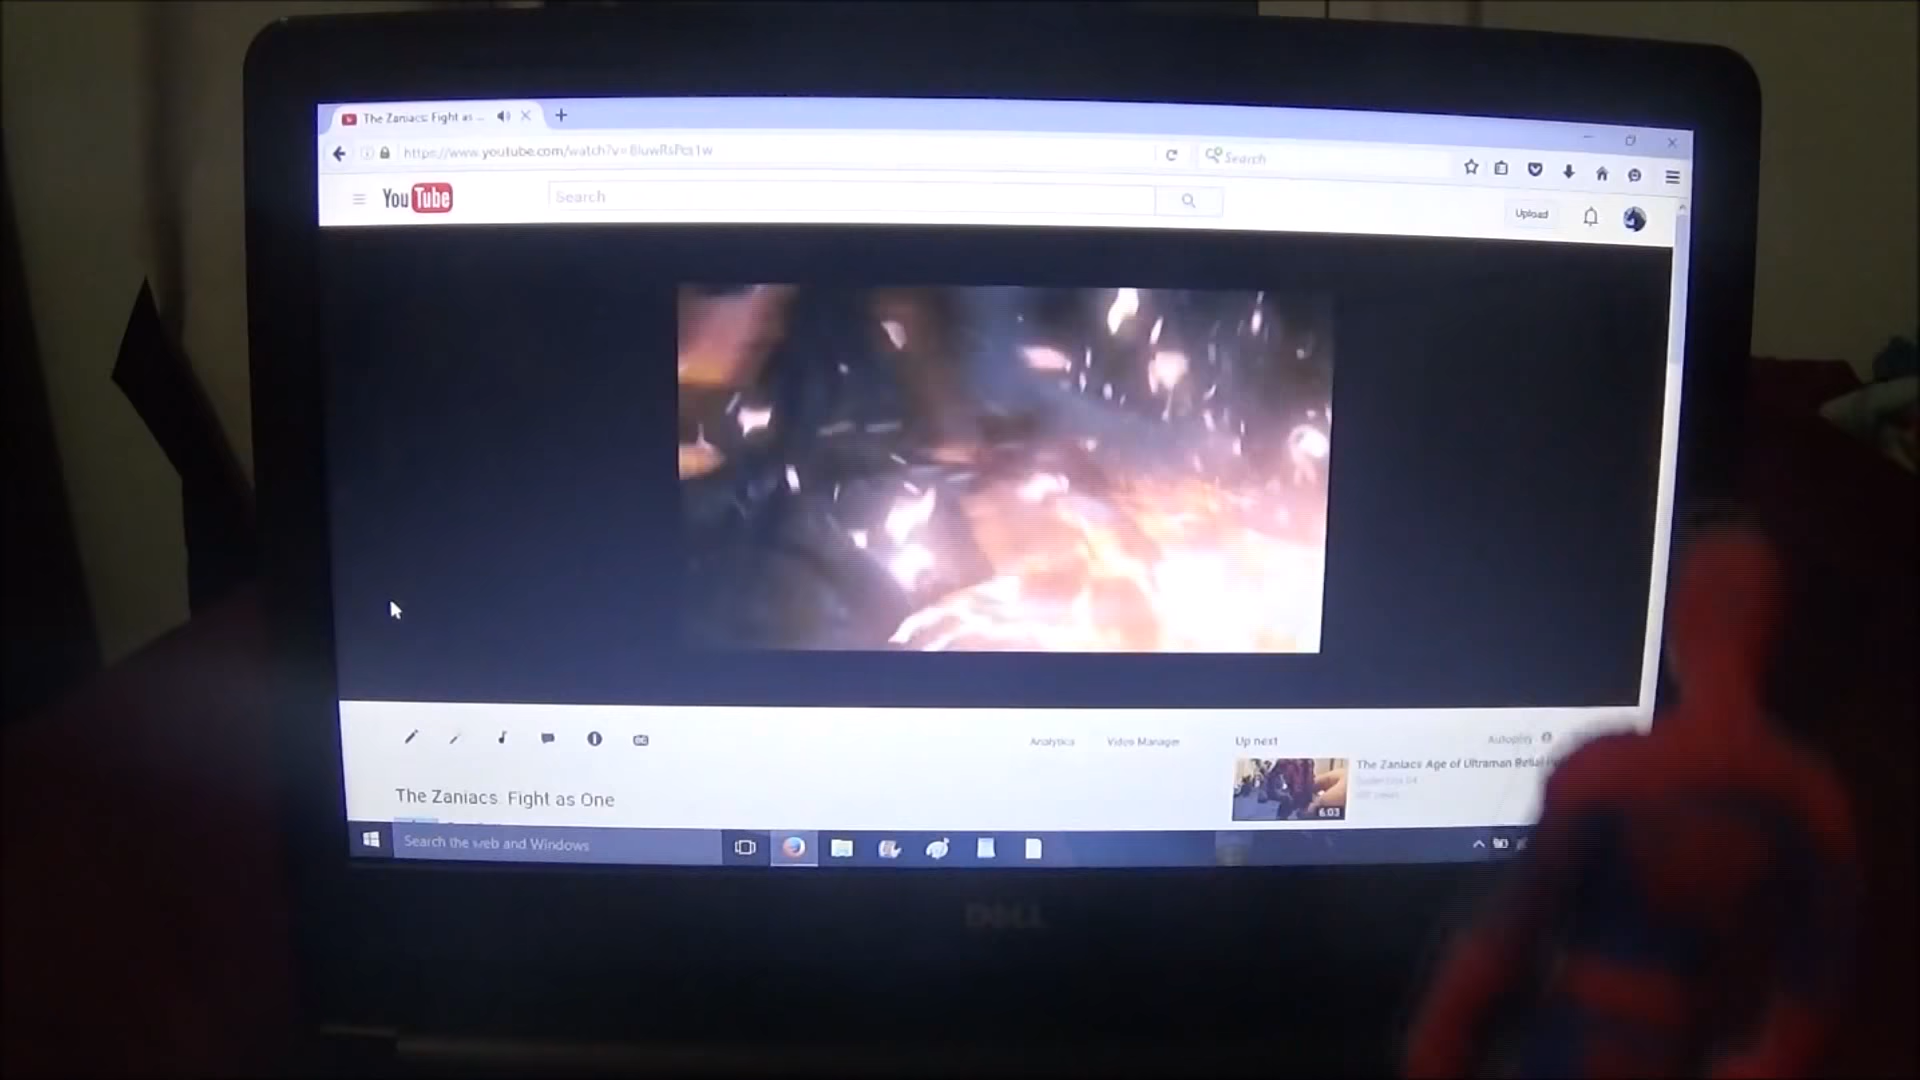 The Zaniacs: Fight as ...
https://www.youtube.com/watch?v=
Search
YouTube
Search
Upload
Analytics
Video Manager
Up next
Autoplay
The Zaniacs Age of Ultraman Belial
6:03
The Zaniacs: Fight as One
Search the web and Windows
DELL